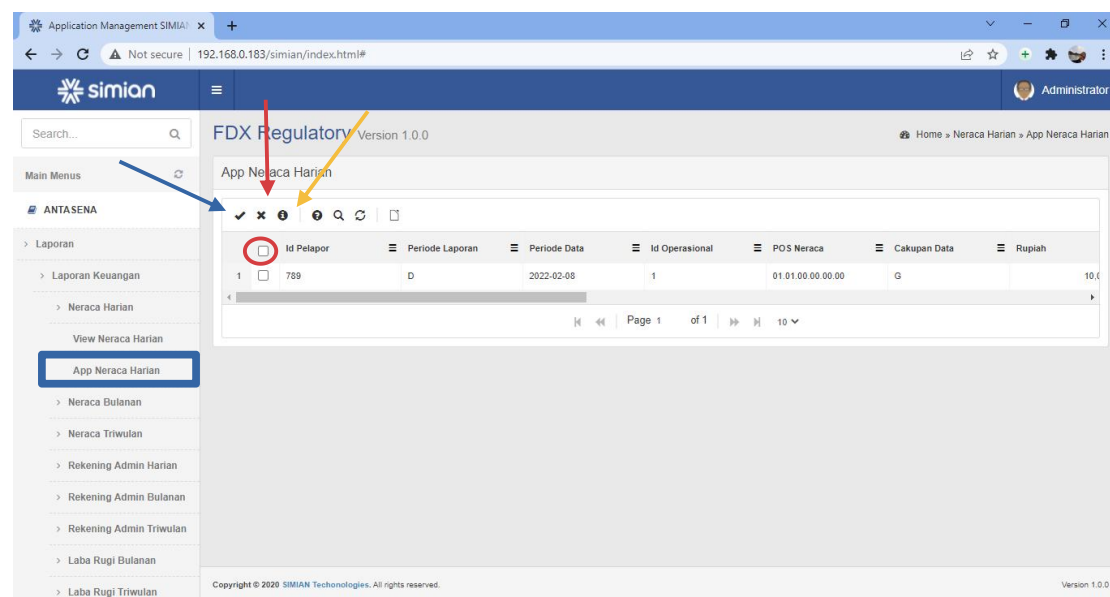 Application Management SIMIAN
Not secure | 192.168.0.183/simian/index.html#
simian
Administrator
Search...
FDX Regulatory Version 1.0.0
Home » Neraca Harian » App Neraca Harian
Main Menus
App Neraca Harian
ANTASENA
> Laporan
Id Pelapor Periode Laporan Periode Data Id Operasional POS Neraca Cakupan Data Rupiah
> Laporan Keuangan
1 789 D 2022-02-08 1 01.01.00.00.00.00 G 10,
> Neraca Harian
Page 1 of 1 10
View Neraca Harian
App Neraca Harian
> Neraca Bulanan
> Neraca Triwulan
> Rekening Admin Harian
> Rekening Admin Bulanan
> Rekening Admin Triwulan
> Laba Rugi Bulanan
> Laba Rugi Triwulan
Copyright © 2020 SIMIAN Techonologies. All rights reserved.
Version 1.0.0